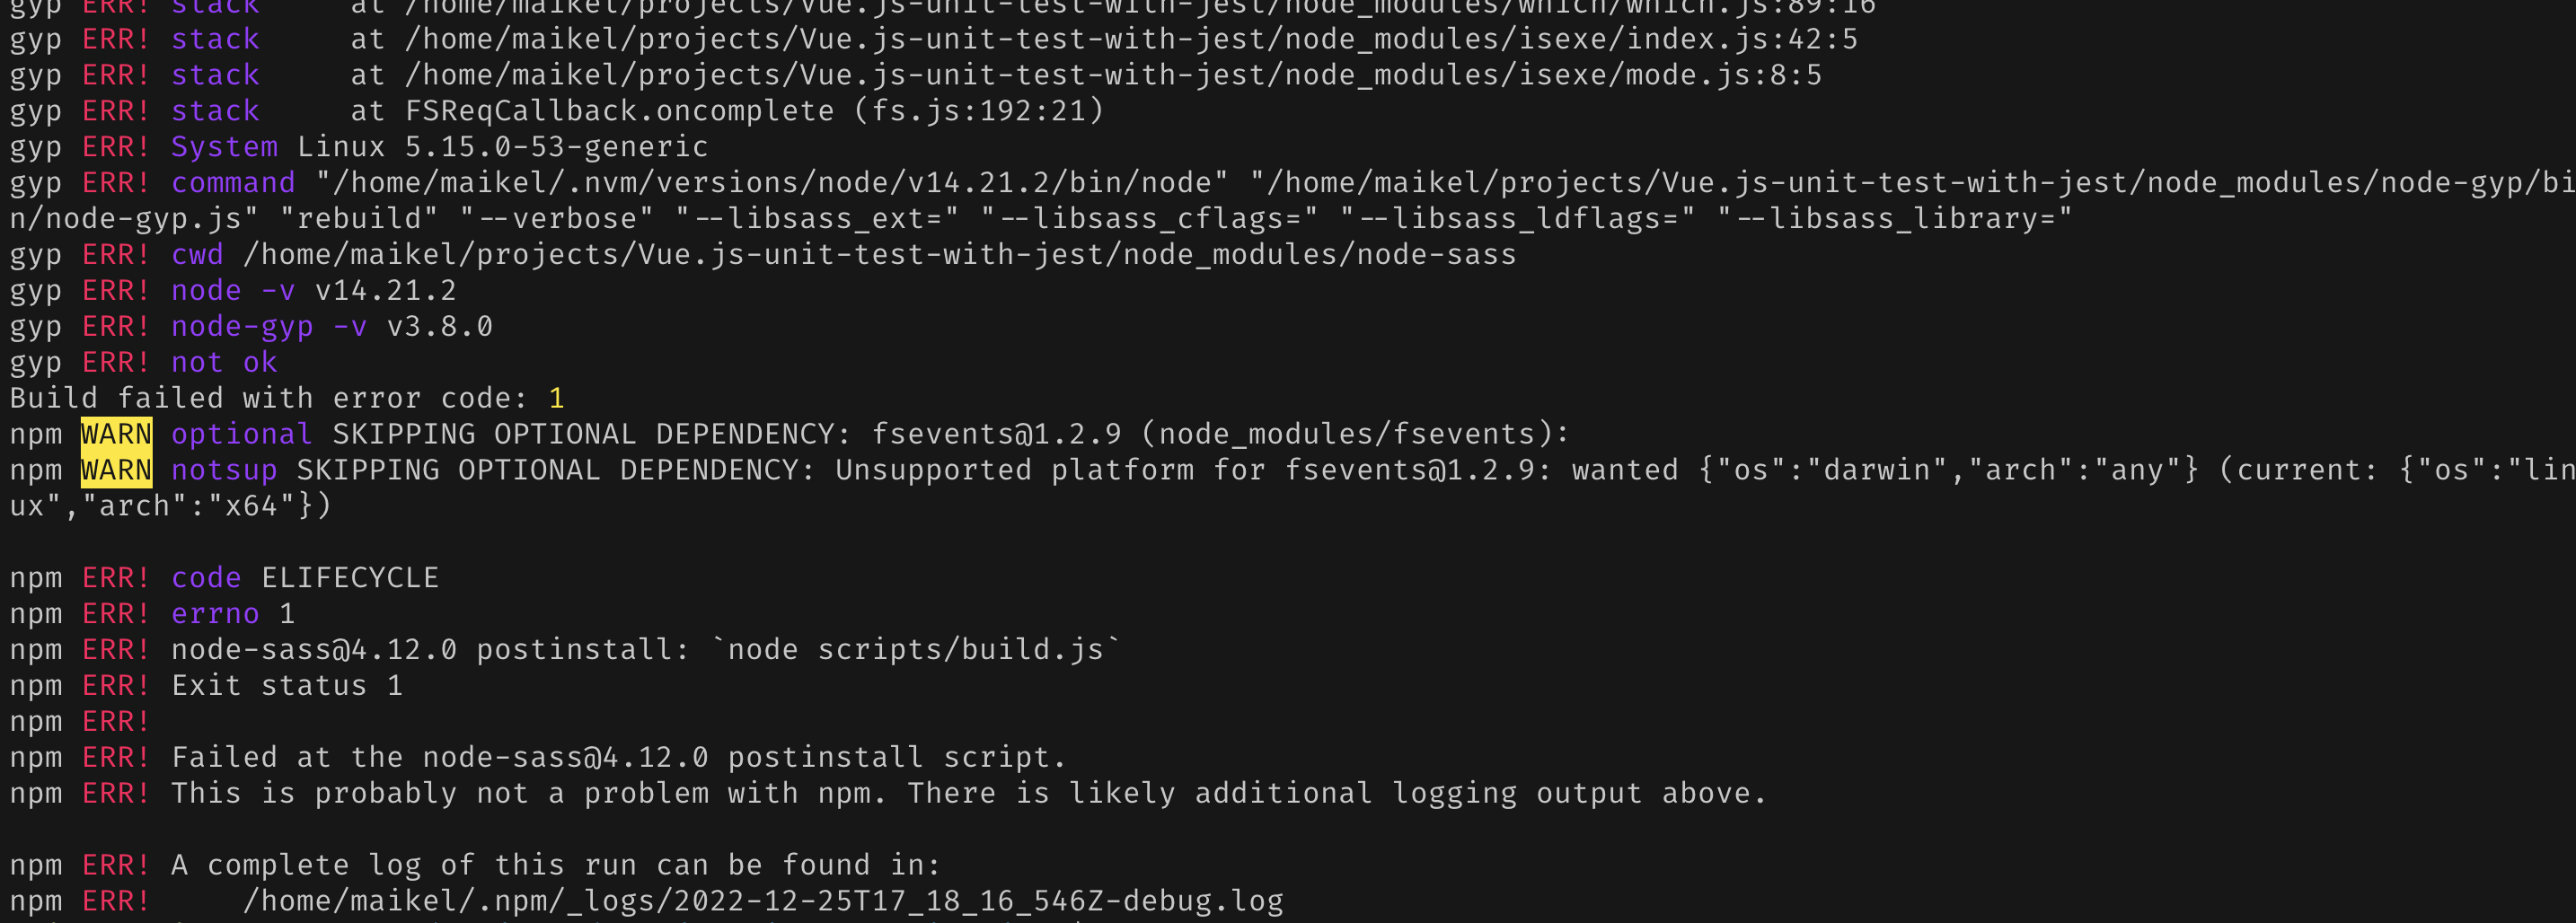 gyp ERR! stack     at /home/maikel/projects/Vue.js-unit-test-with-jest/node_modules/which/which.js:89:16
gyp ERR! stack     at /home/maikel/projects/Vue.js-unit-test-with-jest/node_modules/isexe/index.js:42:5
gyp ERR! stack     at /home/maikel/projects/Vue.js-unit-test-with-jest/node_modules/isexe/mode.js:8:5
gyp ERR! stack     at FSReqCallback.oncomplete (fs.js:192:21)
gyp ERR! System Linux 5.15.0-53-generic
gyp ERR! command "/home/maikel/.nvm/versions/node/v14.21.2/bin/node" "/home/maikel/projects/Vue.js-unit-test-with-jest/node_modules/node-gyp/bi
n/node-gyp.js" "rebuild" "--verbose" "--libsass_ext=" "--libsass_cflags=" "--libsass_ldflags=" "--libsass_library="
gyp ERR! cwd /home/maikel/projects/Vue.js-unit-test-with-jest/node_modules/node-sass
gyp ERR! node -v v14.21.2
gyp ERR! node-gyp -v v3.8.0
gyp ERR! not ok
Build failed with error code: 1
npm WARN optional SKIPPING OPTIONAL DEPENDENCY: fsevents@1.2.9 (node_modules/fsevents):
npm WARN notsup SKIPPING OPTIONAL DEPENDENCY: Unsupported platform for fsevents@1.2.9: wanted {"os":"darwin","arch":"any"} (current: {"os":"lin
ux","arch":"x64"})
npm ERR! code ELIFECYCLE
npm ERR! errno 1
npm ERR! node-sass@4.12.0 postinstall: `node scripts/build.js`
npm ERR! Exit status 1
npm ERR!
npm ERR! Failed at the node-sass@4.12.0 postinstall script.
npm ERR! This is probably not a problem with npm. There is likely additional logging output above.
npm ERR! A complete log of this run can be found in:
npm ERR!     /home/maikel/.npm/_logs/2022-12-25T17_18_16_546Z-debug.log